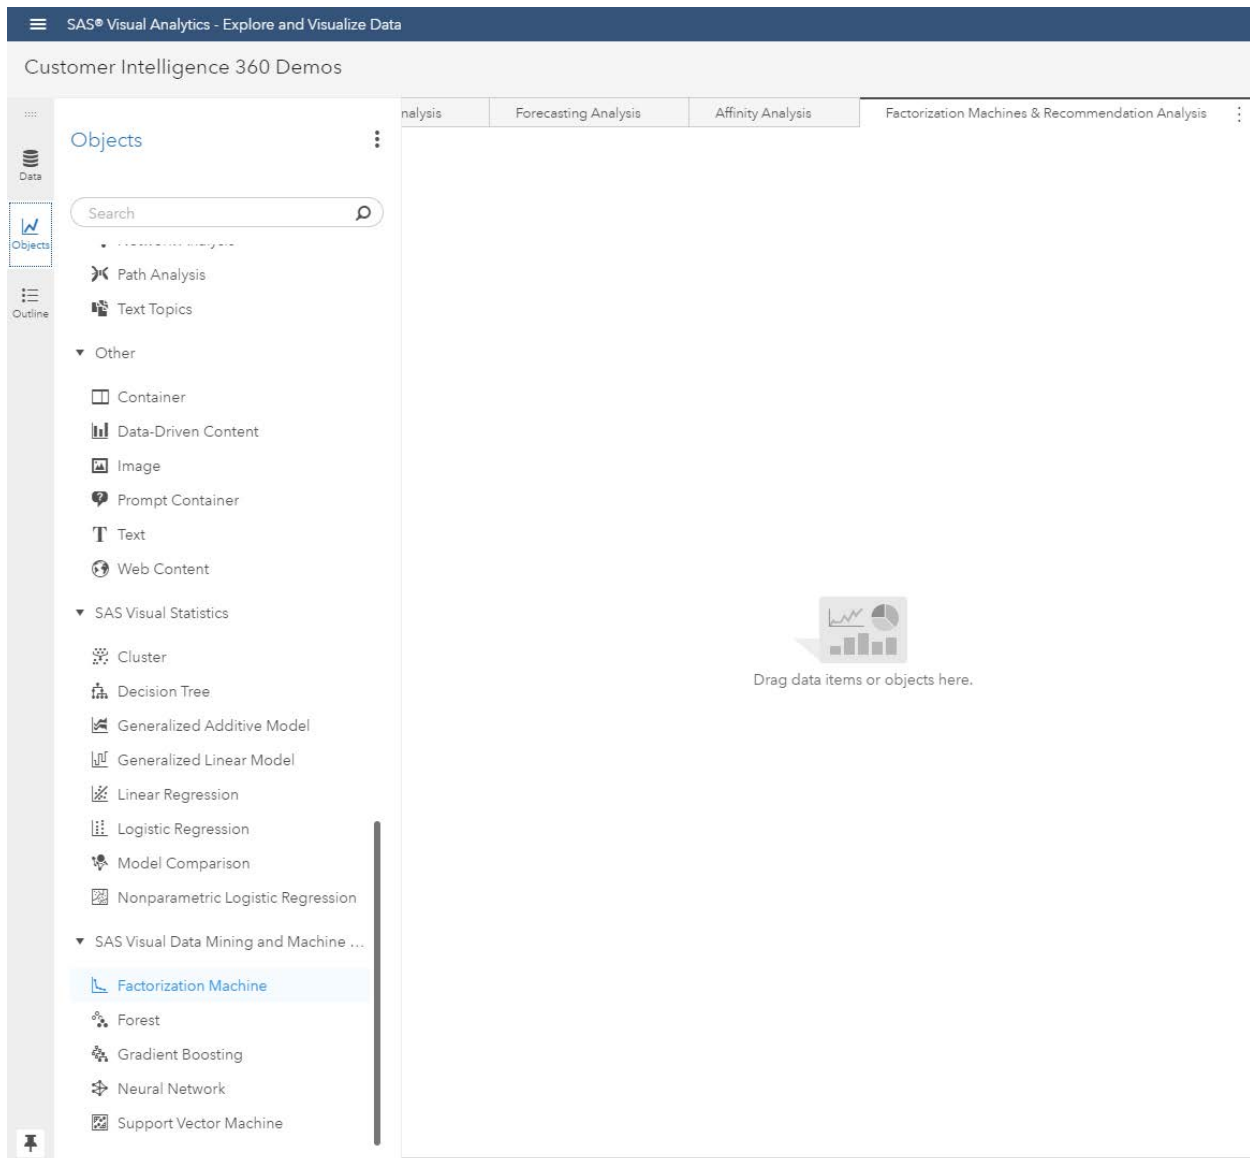 SAS® Visual Analytics - Explore and Visualize Data
Customer Intelligence 360 Demos
nalysis
Forecasting Analysis
Affinity Analysis
Factorization Machines & Recommendation Analysis
Objects
Data
Search
Objects
Path Analysis
Outline
Text Topics
Other
Container
Data-Driven Content
Image
Prompt Container
Text
Web Content
SAS Visual Statistics
Cluster
Decision Tree
Drag data items or objects here.
Generalized Additive Model
Generalized Linear Model
Linear Regression
Logistic Regression
Model Comparison
Nonparametric Logistic Regression
SAS Visual Data Mining and Machine ...
Factorization Machine
Forest
Gradient Boosting
Neural Network
Support Vector Machine